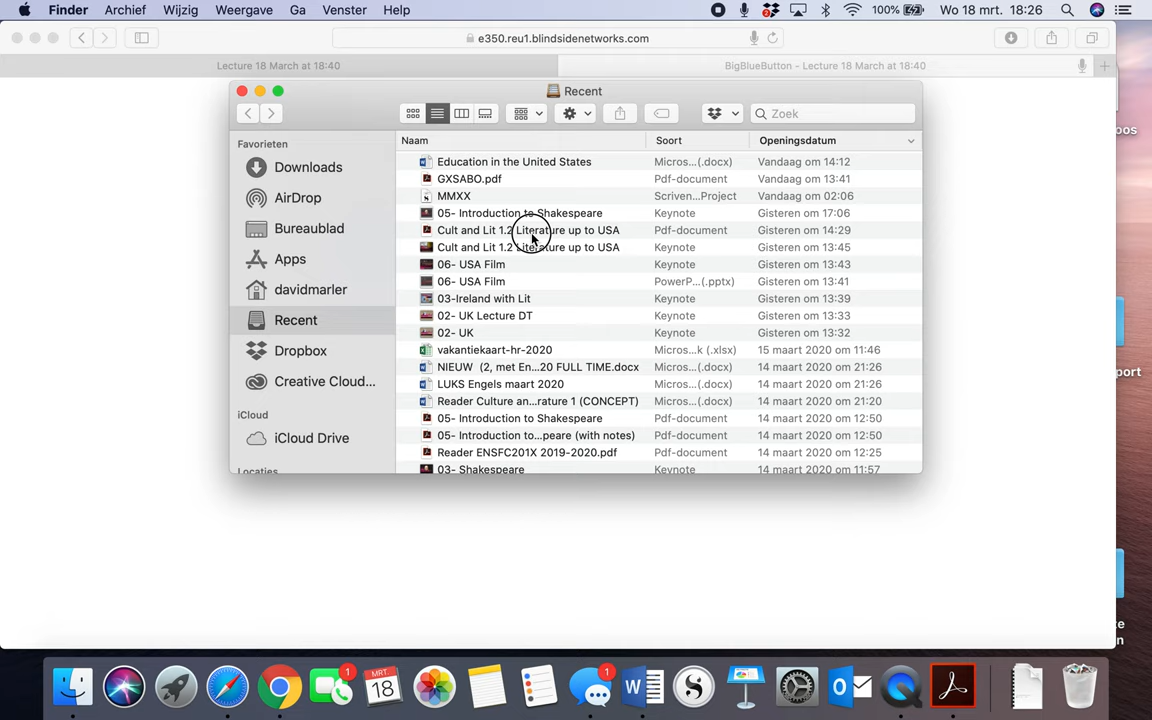 Finder Archief Wijzig Weergave Ga Venster Help 100% Wo 18 mrt. 18:26
e350.reu1.blindsidenetworks.com
Lecture 18 March at 18:40 BigBlueButton - Lecture 18 March at 18:40
Recent
Zoek
Favorieten
Downloads
AirDrop
Bureaublad
Apps
davidmarler
Recent
Dropbox
Creative Cloud...
iCloud
iCloud Drive
Locaties
Naam Soort Openingsdatum
Education in the United States Micros...(.docx) Vandaag om 14:12
GXSABO.pdf Pdf-document Vandaag om 13:41
MMXX Scriven...Project Vandaag om 02:06
05- Introduction to Shakespeare Keynote Gisteren om 17:06
Cult and Lit 1.2 Literature up to USA Pdf-document Gisteren om 14:29
Cult and Lit 1.2 Literature up to USA Keynote Gisteren om 13:45
06- USA Film Keynote Gisteren om 13:43
06- USA Film PowerP...(.pptx) Gisteren om 13:41
03-Ireland with Lit Keynote Gisteren om 13:39
02- UK Lecture DT Keynote Gisteren om 13:33
02- UK Keynote Gisteren om 13:32
vakantiekaart-hr-2020 Micros...k (.xlsx) 15 maart 2020 om 11:46
NIEUW (2, met En...20 FULL TIME.docx Micros...(.docx) 14 maart 2020 om 21:26
LUKS Engels maart 2020 Micros...(.docx) 14 maart 2020 om 21:26
Reader Culture an...rature 1 (CONCEPT) Micros...(.docx) 14 maart 2020 om 21:20
05- Introduction to Shakespeare Pdf-document 14 maart 2020 om 12:50
05- Introduction to...peare (with notes) Pdf-document 14 maart 2020 om 12:50
Reader ENSFC201X 2019-2020.pdf Pdf-document 14 maart 2020 om 12:25
03- Shakespeare Keynote 14 maart 2020 om 11:57
oos
port
te
n
1
MRT.
18
1